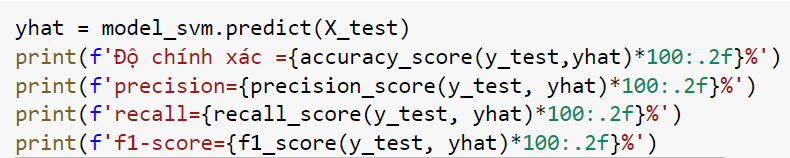 yhat = model_svm.predict(X_test)
print(f'Độ chính xác ={accuracy_score(y_test,yhat)*100:.2f}%')
print(f'precision={precision_score(y_test, yhat)*100:.2f}%')
print(f'recall={recall_score(y_test, yhat)*100:.2f}%')
print(f'f1-score={f1_score(y_test, yhat)*100:.2f}%')